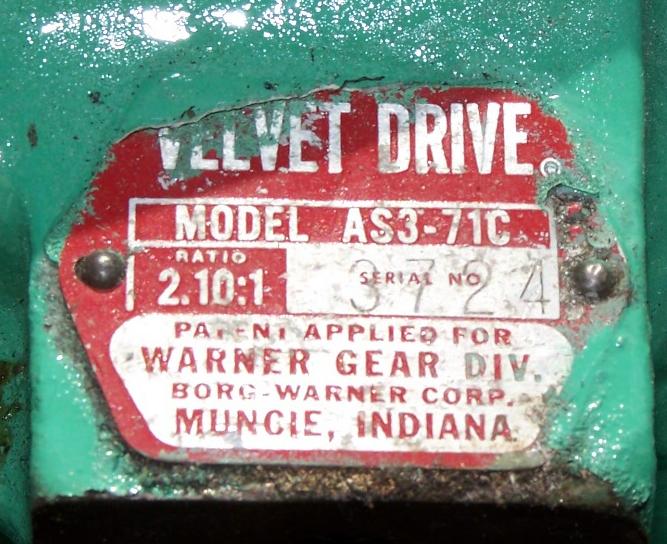 VELVET DRIVE®
MODEL AS3-71C
RATIO
2.10:1
SERIAL NO
3724
PATENT APPLIED FOR
WARNER GEAR DIV.
BORG-WARNER CORP.
MUNCIE, INDIANA